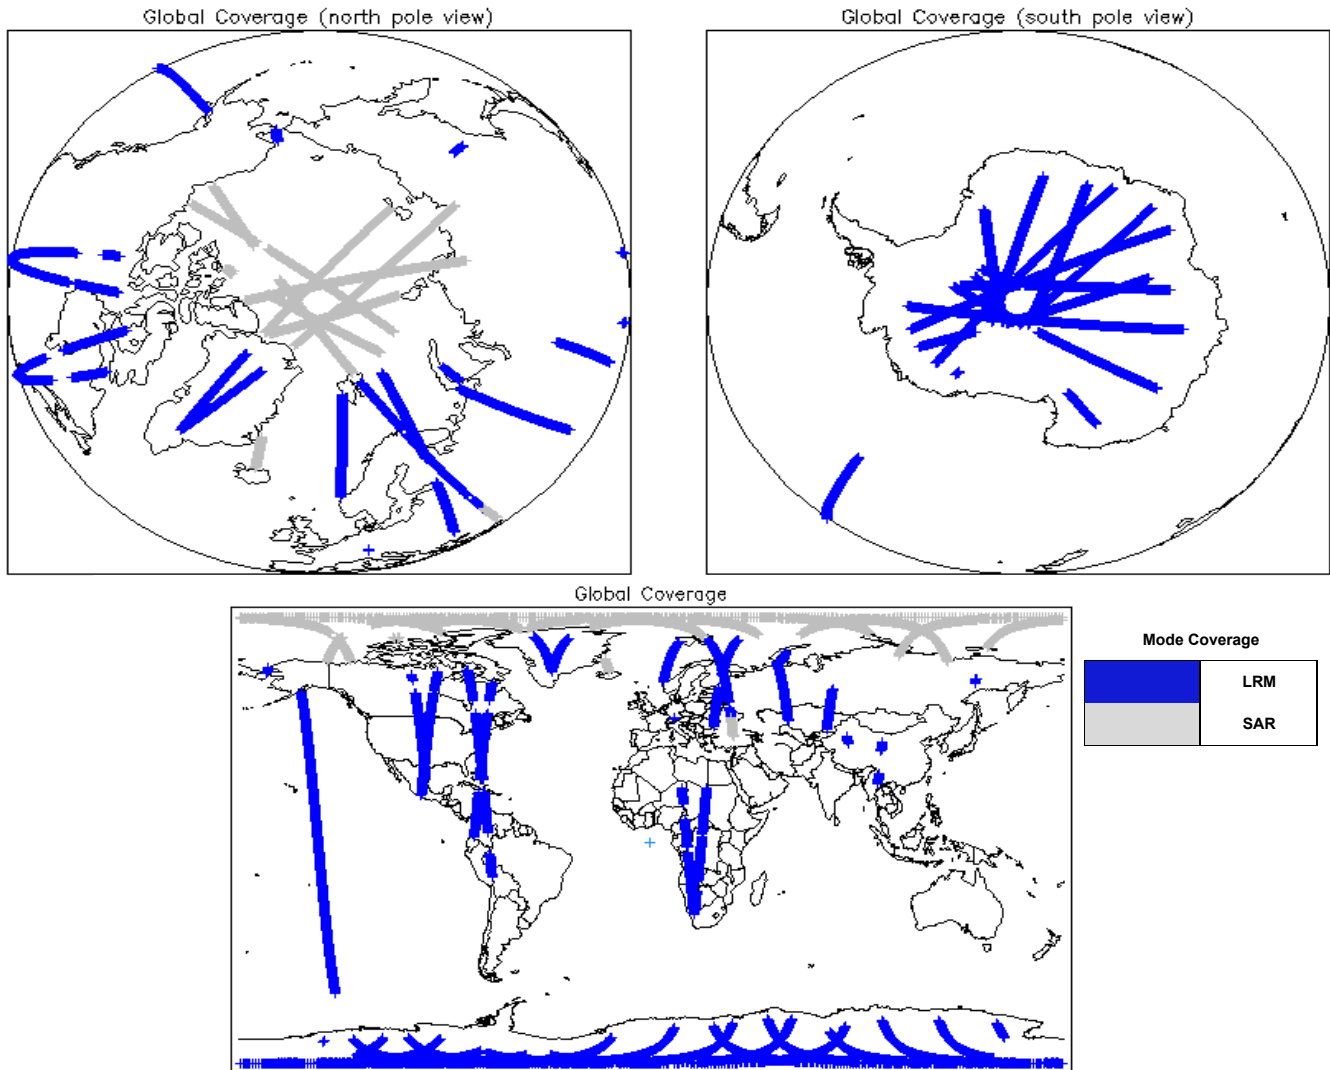 Global Coverage (north pole view)
Global Coverage (south pole view)
Global Coverage
Mode Coverage
LRM
SAR